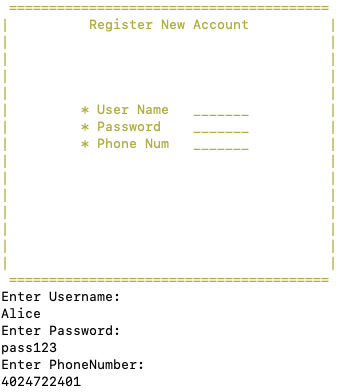 ========================================
Register New Account
* User Name _______
* Password _______
* Phone Num _______
========================================
Enter Username:
Alice
Enter Password:
pass123
Enter PhoneNumber:
4024722401